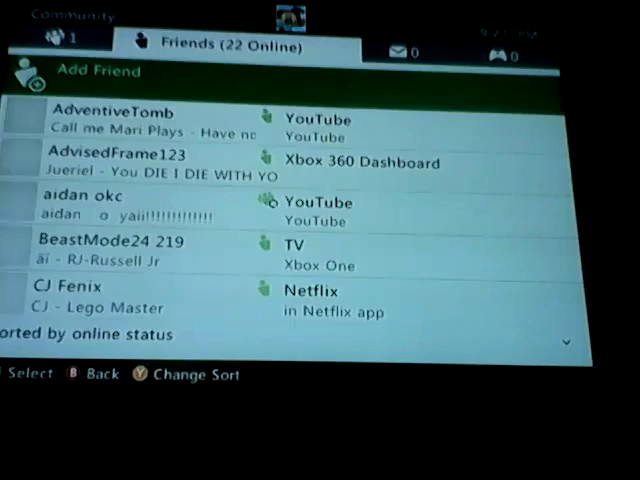 Community
1
Friends (22 Online)
0
0
Add Friend
AdventiveTomb
YouTube
Call me Mari Plays - Have nc
YouTube
AdvisedFrame123
Xbox 360 Dashboard
Jueriel - You DIE I DIE WITH YO
aidan okc
YouTube
aidan o yaii!!!!!!!!!!!!!
YouTube
BeastMode24 219
TV
äi - RJ-Russell Jr
Xbox One
CJ Fenix
Netflix
CJ - Lego Master
in Netflix app
orted by online status
Select B Back Y Change Sort